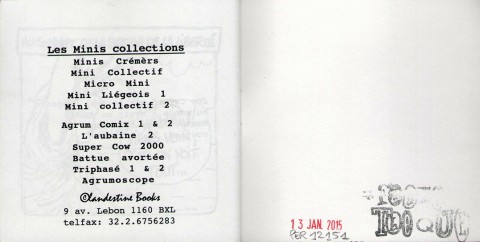 Les Minis collections
Minis Crémèrs
Mini Collectif
Micro Mini
Mini Liégeois 1
Mini collectif 2
Agrum Comix 1 & 2
L'aubaine 2
Super Cow 2000
Battue avortée
Triphasé 1 & 2
Agrumoscope
Clandestine Books
9 av. Lebon 1160 BXL
telfax: 32.2.6756283
13 JAN. 2015
PER 12151
TOQUE